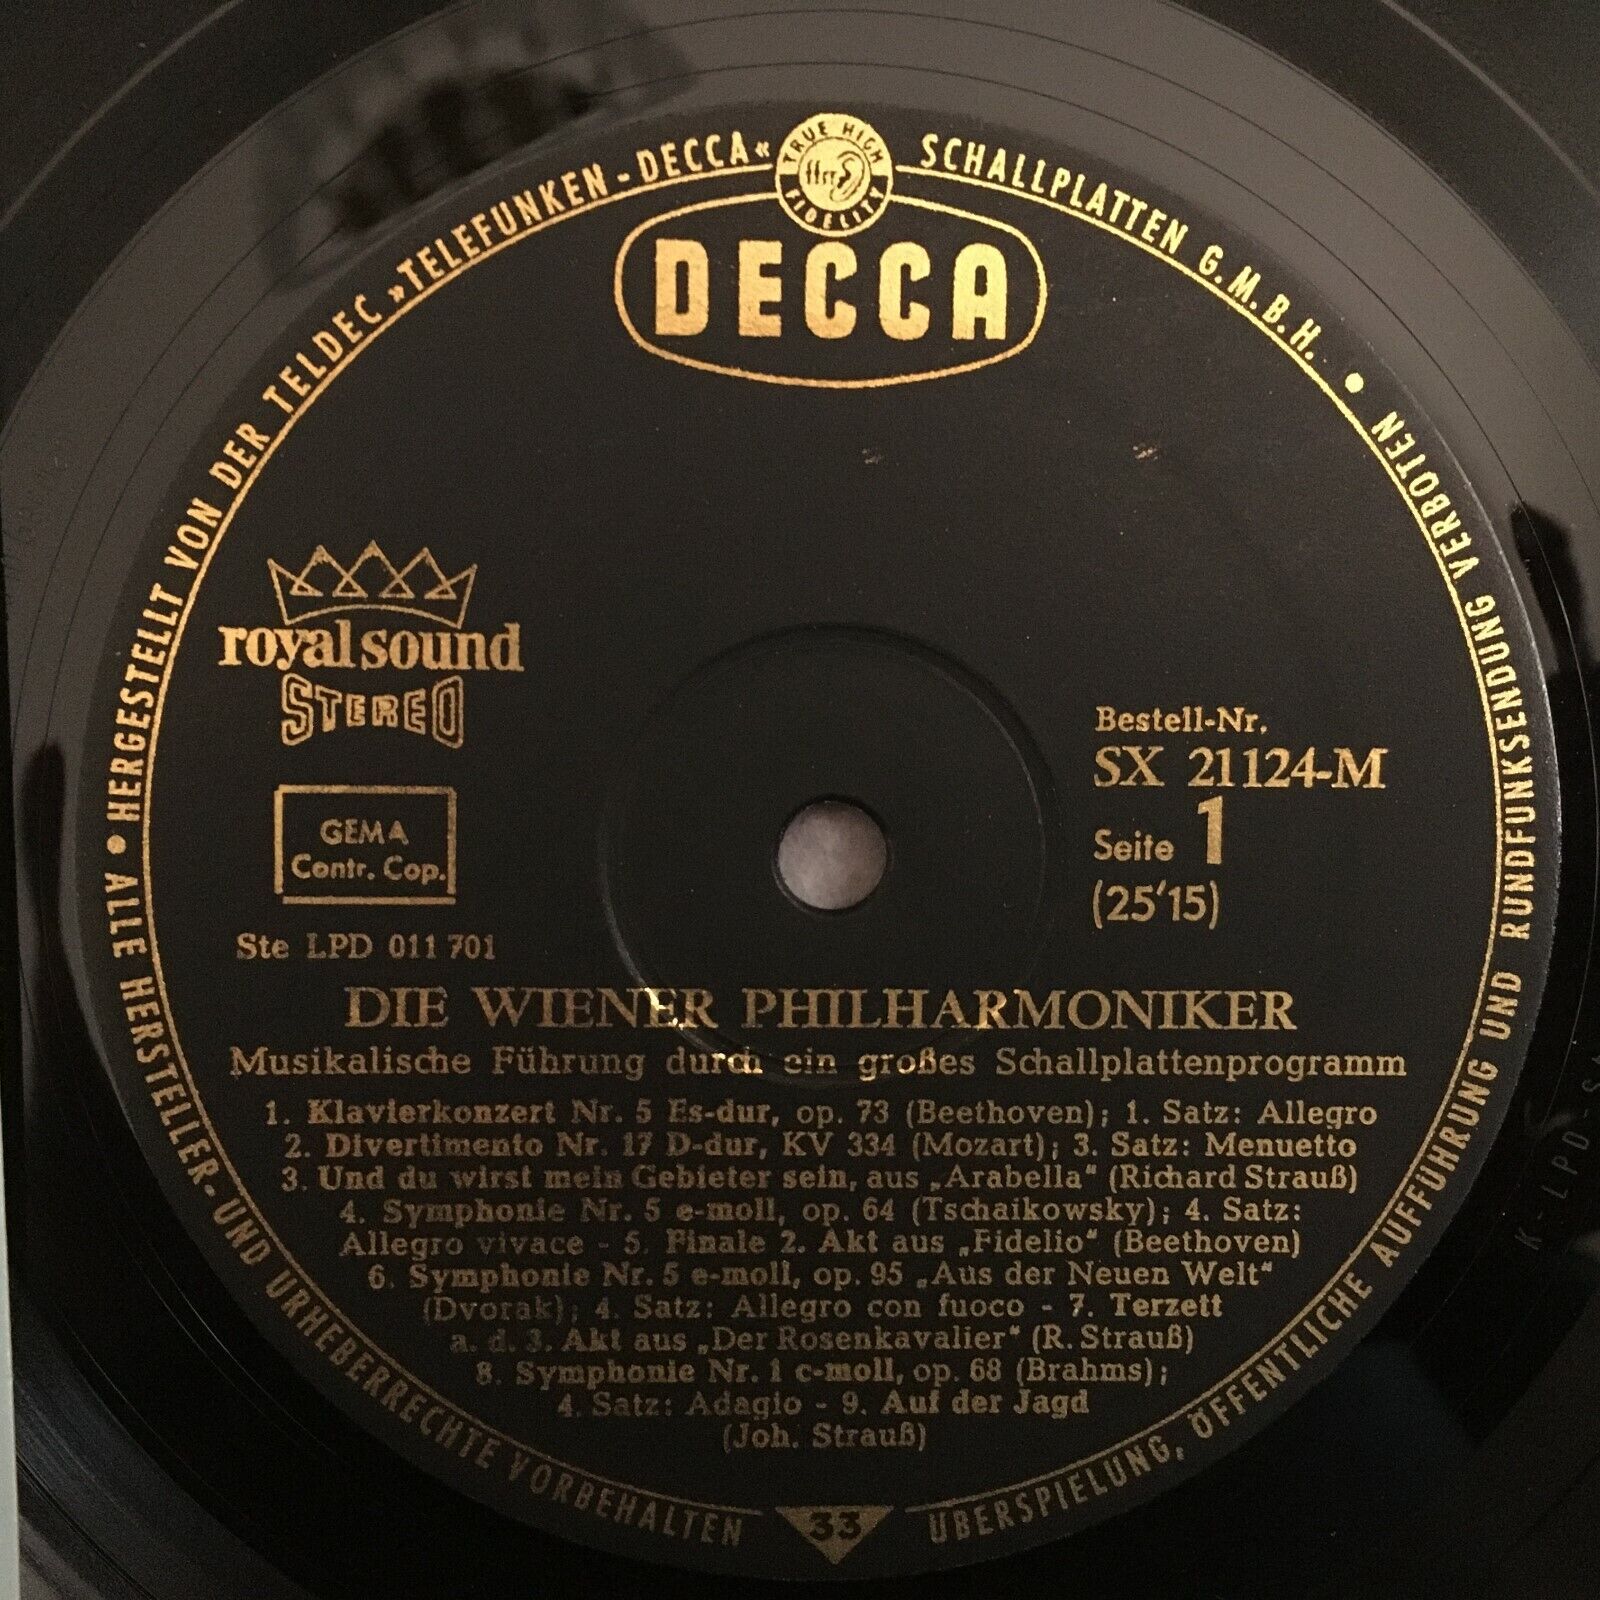 • HERGESTELLT VON DER TELDEC »TELEFUNKEN-DECCA« SCHALLPLATTEN G.M.B.H. •
ALLE HERSTELLER-UND URHEBERRECHTE VORBEHALTEN
ÜBERSPIELUNG, ÖFFENTLICHE AUFFÜHRUNG UND RUNDFUNKSENDUNG VERBOTEN
TRUE HIGH
ffrr
FIDELITY
DECCA
royal sound
STEREO
GEMA
Contr. Cop.
Ste LPD 011 701
Bestell-Nr.
SX 21124-M
Seite 1
(25'15)
DIE WIENER PHILHARMONIKER
Musikalische Führung durch ein großes Schallplattenprogramm
1. Klavierkonzert Nr. 5 Es-dur, op. 73 (Beethoven); 1. Satz: Allegro
2. Divertimento Nr. 17 D-dur, KV 334 (Mozart); 3. Satz: Menuetto
3. Und du wirst mein Gebieter sein, aus „Arabella" (Richard Strauß)
4. Symphonie Nr. 5 e-moll, op. 64 (Tschaikowsky); 4. Satz:
Allegro vivace - 5. Finale 2. Akt aus „Fidelio" (Beethoven)
6. Symphonie Nr. 5 e-moll, op. 95 „Aus der Neuen Welt"
(Dvorak); 4. Satz: Allegro con fuoco - 7. Terzett
a. d. 3. Akt aus „Der Rosenkavalier" (R. Strauß)
8. Symphonie Nr. 1 c-moll, op. 68 (Brahms);
4. Satz: Adagio - 9. Auf der Jagd
(Joh. Strauß)
33